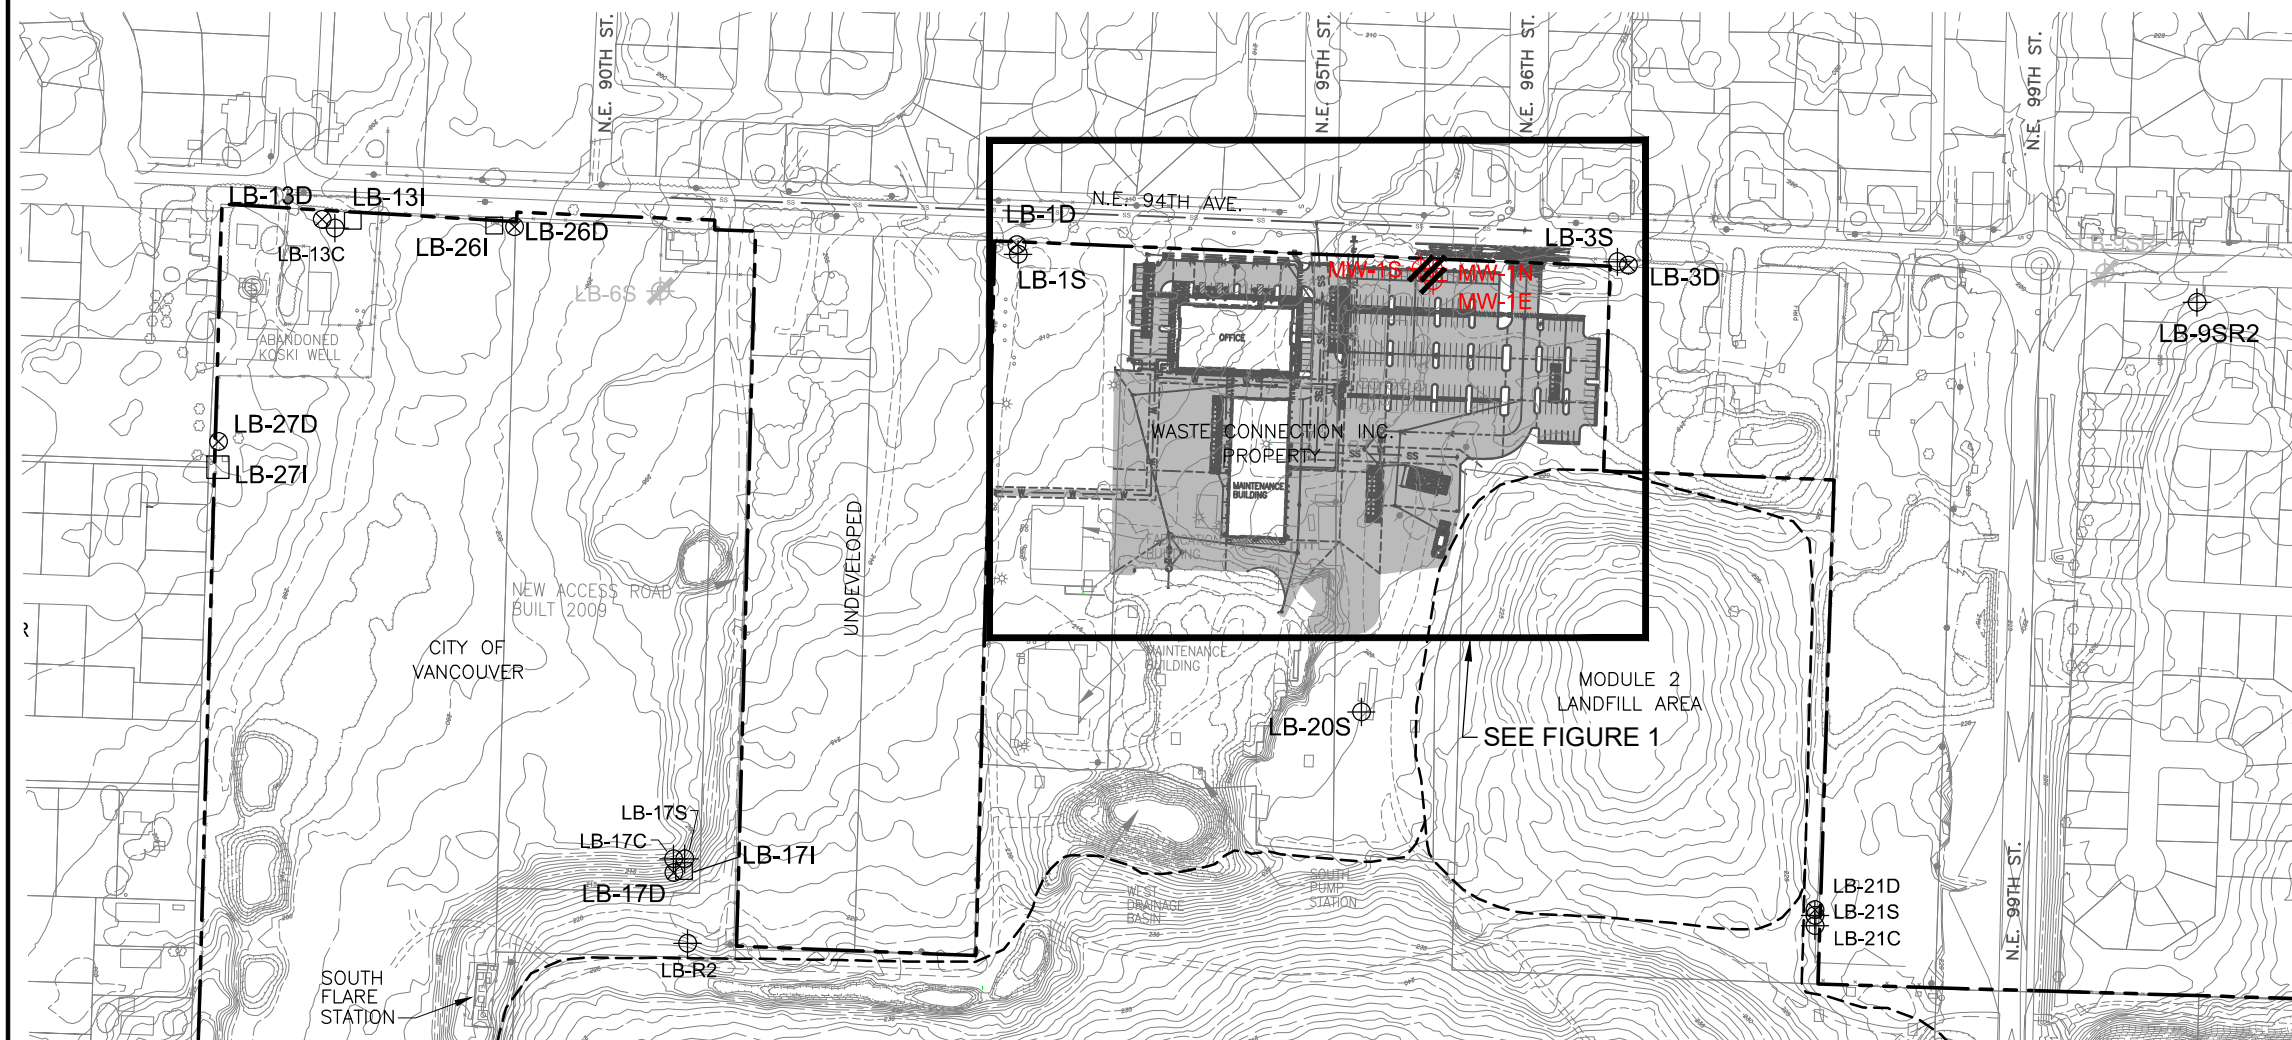 N.E. 90TH ST.
N.E. 95TH ST.
N.E. 96TH ST.
N.E. 99TH ST.
LB-13D
LB-13I
LB-13C
LB-26I
LB-26D
LB-6S
ABANDONED
KOSKI WELL
LB-27D
LB-27I
N.E. 94TH AVE.
LB-1D
LB-1S
LB-3S
LB-3D
MW-1S
MW-1N
MW-1E
LB-9SR
LB-9SR2
OFFICE
WASTE CONNECTION INC.
PROPERTY
MAINTENANCE
BUILDING
FABRICATION
BUILDING
NEW ACCESS ROAD
BUILT 2009
UNDEVELOPED
CITY OF
VANCOUVER
MAINTENANCE
BUILDING
MODULE 2
LANDFILL AREA
SEE FIGURE 1
LB-20S
LB-17S
LB-17C
LB-17I
LB-17D
LB-R2
WEST
DRAINAGE
BASIN
SOUTH
PUMP
STATION
LB-21D
LB-21S
LB-21C
N.E. 99TH ST.
SOUTH
FLARE
STATION